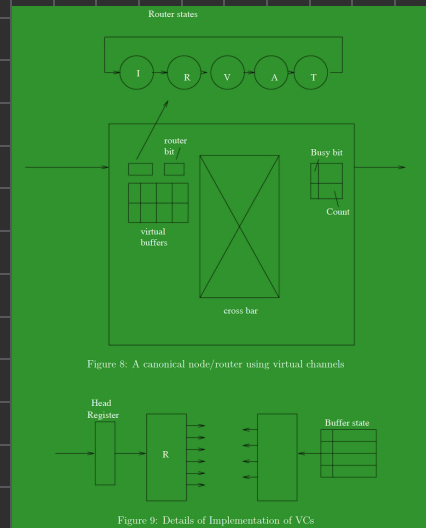 Router states
I R V A T
router
bit
Busy bit
Count
virtual
buffers
cross bar
Figure 8: A canonical node/router using virtual channels
Head
Register
Buffer state
R
Figure 9: Details of Implementation of VCs